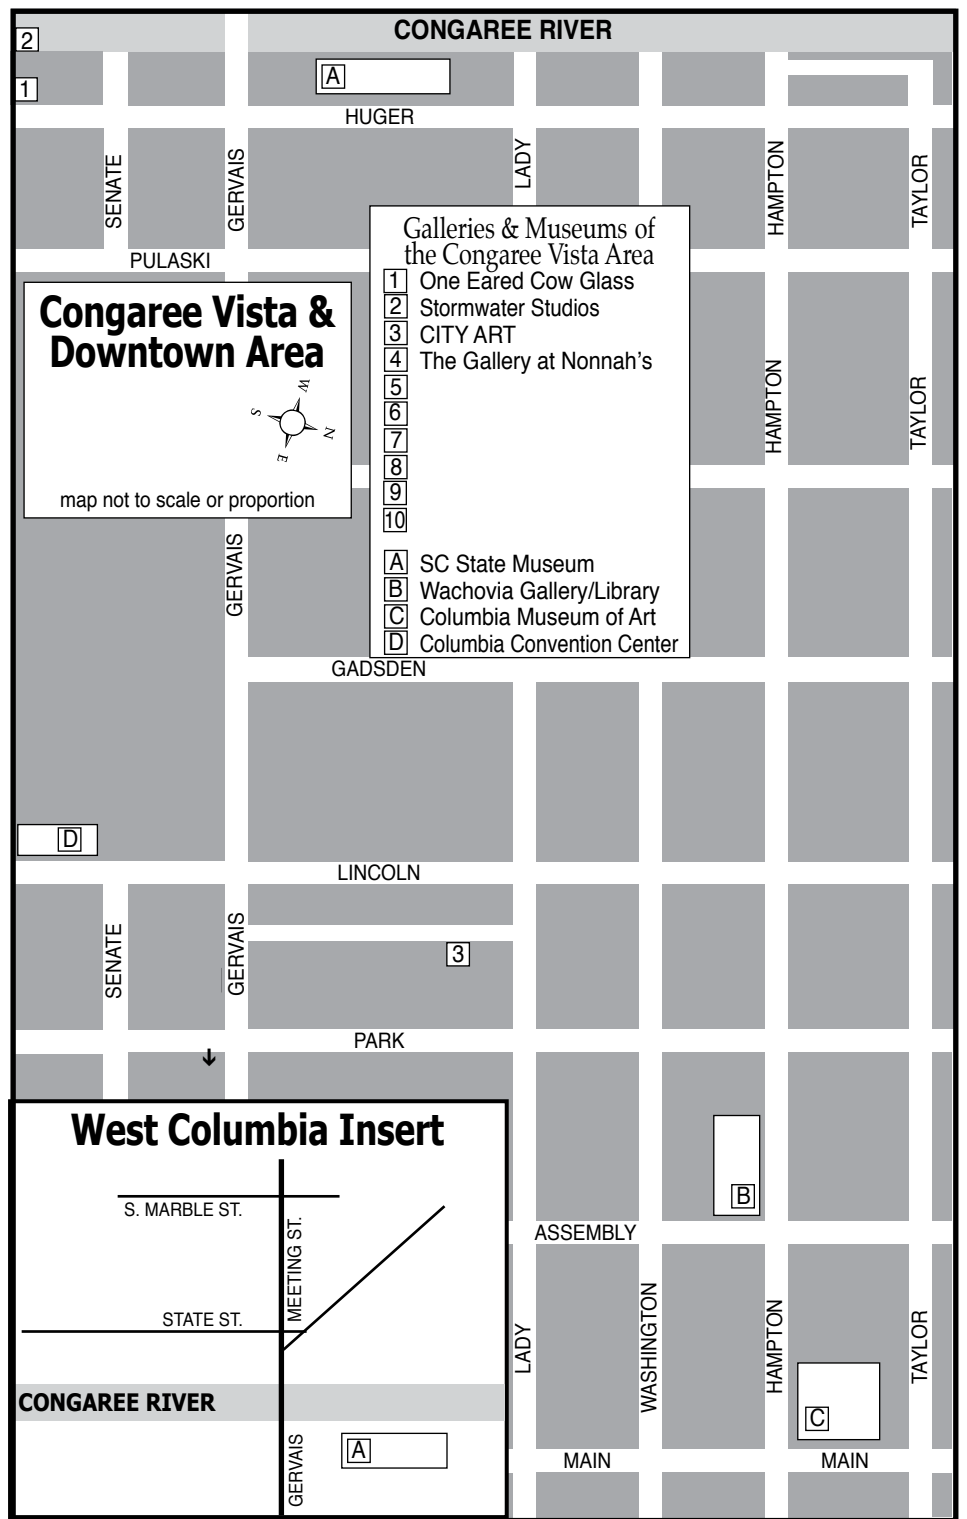 CONGAREE RIVER
2
1
A
HUGER
SENATE
GERVAIS
LADY
HAMPTON
TAYLOR
PULASKI
Galleries & Museums of
the Congaree Vista Area
1 One Eared Cow Glass
2 Stormwater Studios
3 CITY ART
4 The Gallery at Nonnah's
5
6
7
8
9
10
A SC State Museum
B Wachovia Gallery/Library
C Columbia Museum of Art
D Columbia Convention Center
Congaree Vista &
Downtown Area
W
S
N
E
map not to scale or proportion
HAMPTON
TAYLOR
GERVAIS
GADSDEN
D
LINCOLN
SENATE
GERVAIS
3
PARK
West Columbia Insert
S. MARBLE ST.
MEETING ST.
STATE ST.
CONGAREE RIVER
GERVAIS
A
B
ASSEMBLY
LADY
WASHINGTON
HAMPTON
TAYLOR
C
MAIN
MAIN